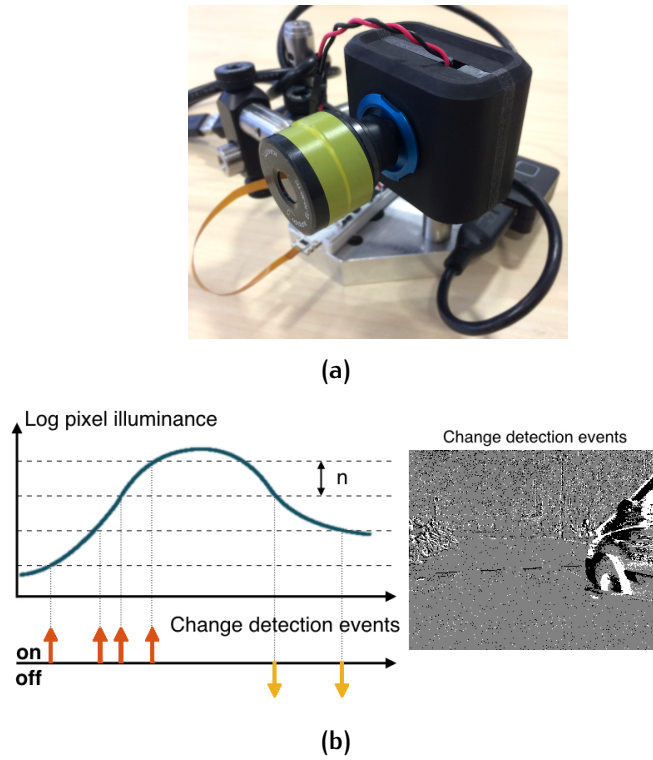 (a)
Log pixel illuminance
n
Change detection events
on
off
Change detection events
(b)